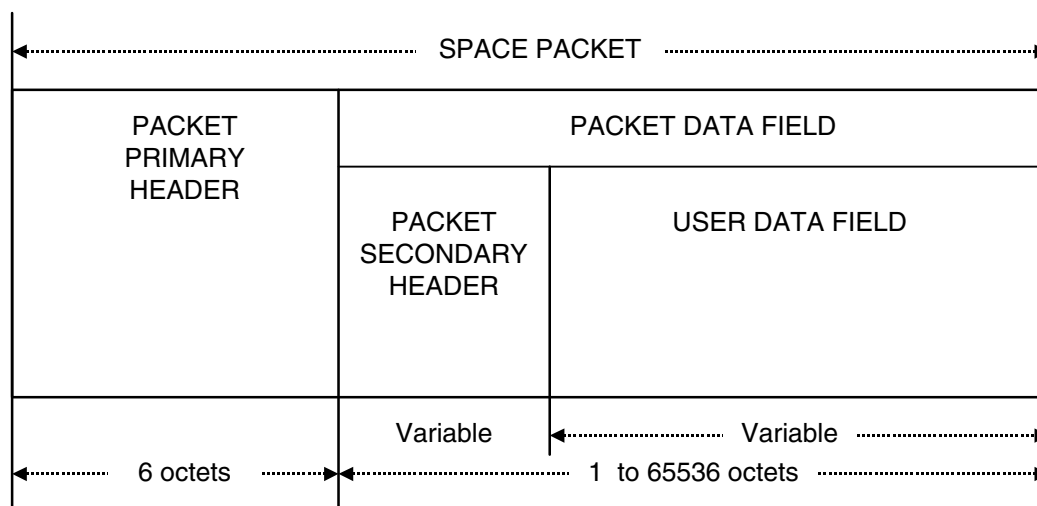 SPACE PACKET
PACKET
PRIMARY
HEADER
PACKET DATA FIELD
PACKET
SECONDARY
HEADER
USER DATA FIELD
Variable
Variable
6 octets
1 to 65536 octets